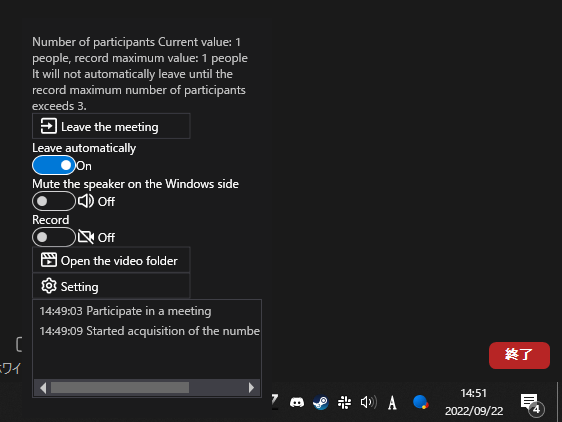 Number of participants Current value: 1
people, record maximum value: 1 people
It will not automatically leave until the
record maximum number of participants
exceeds 3.
Leave the meeting
Leave automatically
On
Mute the speaker on the Windows side
Off
Record
Off
Open the video folder
Setting
14:49:03 Participate in a meeting
14:49:09 Started acquisition of the numbe
ホワイ
終了
A
14:51
2022/09/22
4